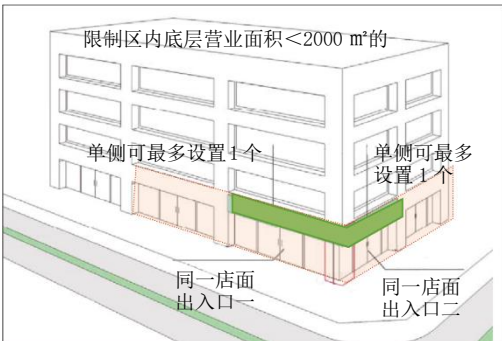 限制区内底层营业面积＜2000 m²的
单侧可最多设置1个
单侧可最多
设置1个
同一店面
出入口一
同一店面
出入口二